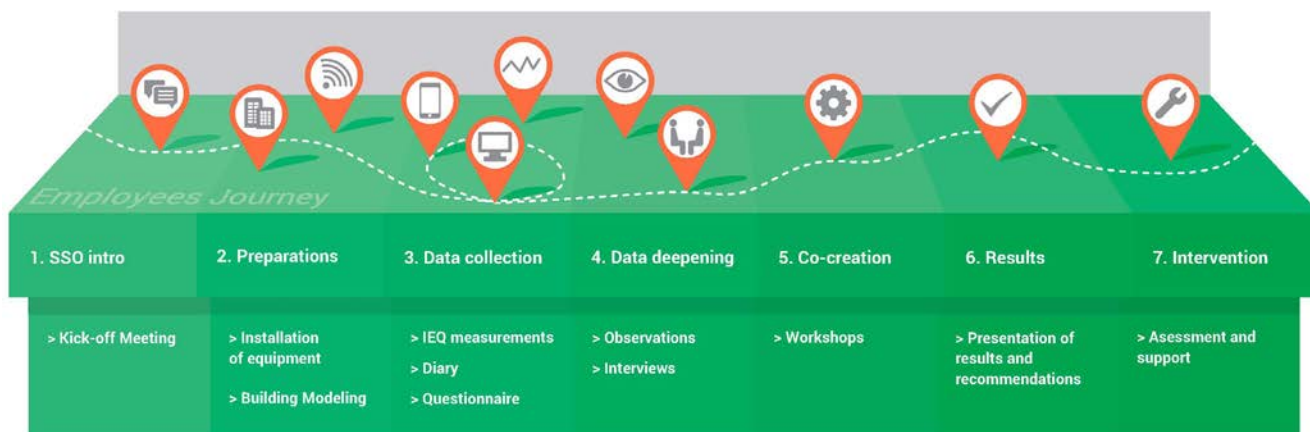 Employees Journey
1. SSO intro
2. Preparations
3. Data collection
4. Data deepening
5. Co-creation
6. Results
7. Intervention
> Kick-off Meeting
> Installation
of equipment
> Building Modeling
> IEQ measurements
> Diary
> Questionnaire
> Observations
> Interviews
> Workshops
> Presentation of
results and
recommendations
> Asessment and
support